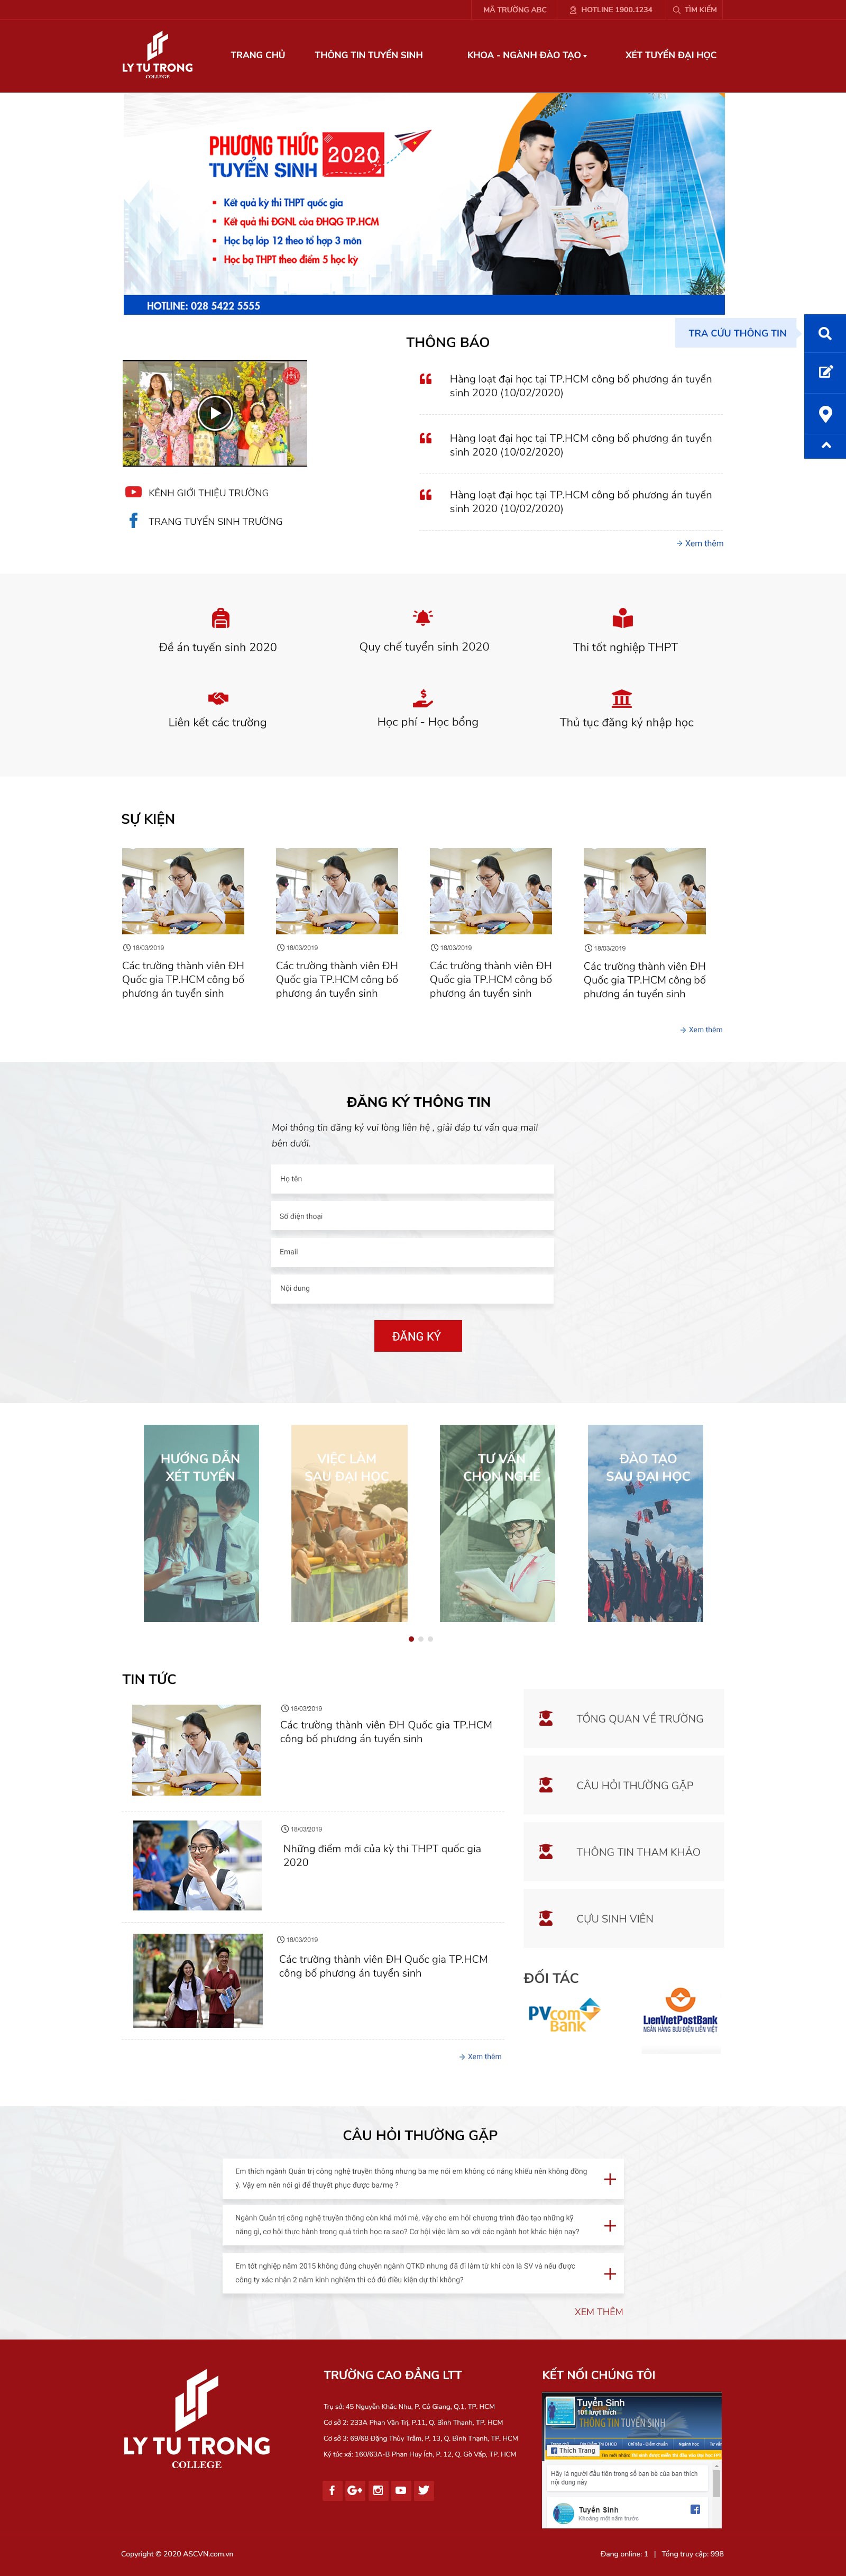 MÃ TRƯỜNG ABC
HOTLINE 1900.1234
TÌM KIẾM
LY TU TRONG
COLLEGE
TRANG CHỦ
THÔNG TIN TUYỂN SINH
KHOA - NGÀNH ĐÀO TẠO
XÉT TUYỂN ĐẠI HỌC
PHƯƠNG THỨC
TUYỂN SINH
2020
Kết quả kỳ thi THPT quốc gia
Kết quả thi ĐGNL của ĐHQG TP.HCM
Học bạ lớp 12 theo tổ hợp 3 môn
Học bạ THPT theo điểm 5 học kỳ
HOTLINE: 028 5422 5555
TRA CỨU THÔNG TIN
THÔNG BÁO
Hàng loạt đại học tại TP.HCM công bố phương án tuyển
sinh 2020 (10/02/2020)
Hàng loạt đại học tại TP.HCM công bố phương án tuyển
sinh 2020 (10/02/2020)
Hàng loạt đại học tại TP.HCM công bố phương án tuyển
sinh 2020 (10/02/2020)
Xem thêm
KÊNH GIỚI THIỆU TRƯỜNG
TRANG TUYỂN SINH TRƯỜNG
Đề án tuyển sinh 2020
Quy chế tuyển sinh 2020
Thi tốt nghiệp THPT
Liên kết các trường
Học phí - Học bổng
Thủ tục đăng ký nhập học
SỰ KIỆN
18/03/2019
Các trường thành viên ĐH
Quốc gia TP.HCM công bố
phương án tuyển sinh
18/03/2019
Các trường thành viên ĐH
Quốc gia TP.HCM công bố
phương án tuyển sinh
18/03/2019
Các trường thành viên ĐH
Quốc gia TP.HCM công bố
phương án tuyển sinh
18/03/2019
Các trường thành viên ĐH
Quốc gia TP.HCM công bố
phương án tuyển sinh
Xem thêm
ĐĂNG KÝ THÔNG TIN
Mọi thông tin đăng ký vui lòng liên hệ , giải đáp tư vấn qua mail
bên dưới.
Họ tên
Số điện thoại
Email
Nội dung
ĐĂNG KÝ
HƯỚNG DẪN
XÉT TUYỂN
VIỆC LÀM
SAU ĐẠI HỌC
TƯ VẤN
CHỌN NGHỀ
ĐÀO TẠO
SAU ĐẠI HỌC
TIN TỨC
18/03/2019
Các trường thành viên ĐH Quốc gia TP.HCM
công bố phương án tuyển sinh
18/03/2019
Những điểm mới của kỳ thi THPT quốc gia
2020
18/03/2019
Các trường thành viên ĐH Quốc gia TP.HCM
công bố phương án tuyển sinh
Xem thêm
TỔNG QUAN VỀ TRƯỜNG
CÂU HỎI THƯỜNG GẶP
THÔNG TIN THAM KHẢO
CỰU SINH VIÊN
ĐỐI TÁC
PVcom
BANK
LienVietPostBank
NGÂN HÀNG BƯU ĐIỆN LIÊN VIỆT
CÂU HỎI THƯỜNG GẶP
Em thích ngành Quản trị công nghệ truyền thông nhưng ba mẹ nói em không có năng khiếu nên không đồng
ý. Vậy em nên nói gì để thuyết phục được ba/mẹ ?
Ngành Quản trị công nghệ truyền thông còn khá mới mẻ, vậy cho em hỏi chương trình đào tạo những kỹ
năng gì, cơ hội thực hành trong quá trình học ra sao? Cơ hội việc làm so với các ngành hot khác hiện nay?
Em tốt nghiệp năm 2015 không đúng chuyên ngành QTKD nhưng đã đi làm từ khi còn là SV và nếu được
công ty xác nhận 2 năm kinh nghiệm thì có đủ điều kiện dự thi không?
XEM THÊM
LY TU TRONG
COLLEGE
TRƯỜNG CAO ĐẲNG LTT
Trụ sở: 45 Nguyễn Khắc Nhu, P. Cô Giang, Q.1, TP. HCM
Cơ sở 2: 233A Phan Văn Trị, P.11, Q. Bình Thạnh, TP. HCM
Cơ sở 3: 69/68 Đặng Thùy Trâm, P. 13, Q. Bình Thạnh, TP. HCM
Ký túc xá: 160/63A-B Phan Huy Ích, P. 12, Q. Gò Vấp, TP. HCM
KẾT NỐI CHÚNG TÔI
Tuyển Sinh
101 lượt thích
THÔNG TIN TUYỂN SINH
Thích Trang
Hãy là người đầu tiên trong số bạn bè của bạn thích
nội dung này
Tuyển Sinh
Khoảng một năm trước
Copyright © 2020 ASCVN.com.vn
Đang online: 1 | Tổng truy cập: 998